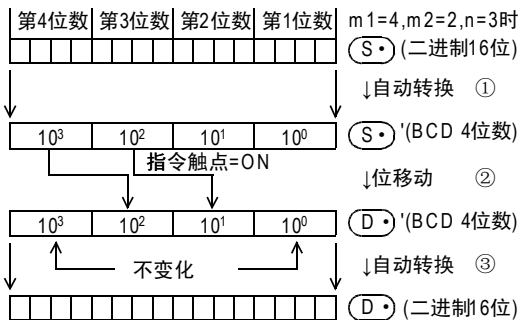 第4位数 第3位数 第2位数 第1位数 m1=4,m2=2,n=3时
S• (二进制16位)
↓自动转换 ①
10³ 10² 10¹ 10⁰ S•'(BCD 4位数)
指令触点=ON
↓位移动 ②
10³ 10² 10¹ 10⁰ D•'(BCD 4位数)
不变化 ↓自动转换 ③
D• (二进制16位)